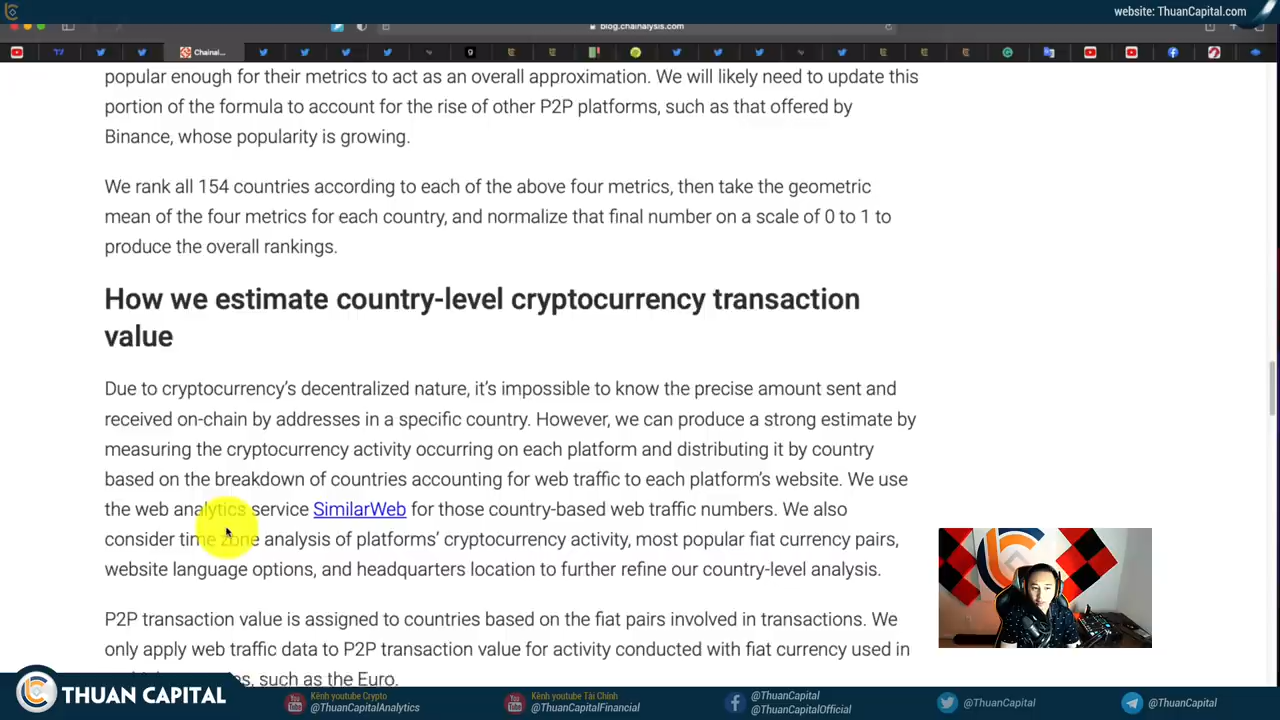 website: ThuanCapital.com
blog.chainalysis.com
Chainal...
popular enough for their metrics to act as an overall approximation. We will likely need to update this
portion of the formula to account for the rise of other P2P platforms, such as that offered by
Binance, whose popularity is growing.
We rank all 154 countries according to each of the above four metrics, then take the geometric
mean of the four metrics for each country, and normalize that final number on a scale of 0 to 1 to
produce the overall rankings.
How we estimate country-level cryptocurrency transaction
value
Due to cryptocurrency’s decentralized nature, it’s impossible to know the precise amount sent and
received on-chain by addresses in a specific country. However, we can produce a strong estimate by
measuring the cryptocurrency activity occurring on each platform and distributing it by country
based on the breakdown of countries accounting for web traffic to each platform’s website. We use
the web analytics service SimilarWeb for those country-based web traffic numbers. We also
consider time zone analysis of platforms’ cryptocurrency activity, most popular fiat currency pairs,
website language options, and headquarters location to further refine our country-level analysis.
P2P transaction value is assigned to countries based on the fiat pairs involved in transactions. We
only apply web traffic data to P2P transaction value for activity conducted with fiat currency used in
such as the Euro.
THUAN CAPITAL
Kênh youtube Crypto
@ThuanCapitalAnalytics
Kênh youtube Tài Chính
@ThuanCapitalFinancial
@ThuanCapital
@ThuanCapitalOfficial
@ThuanCapital
@ThuanCapital